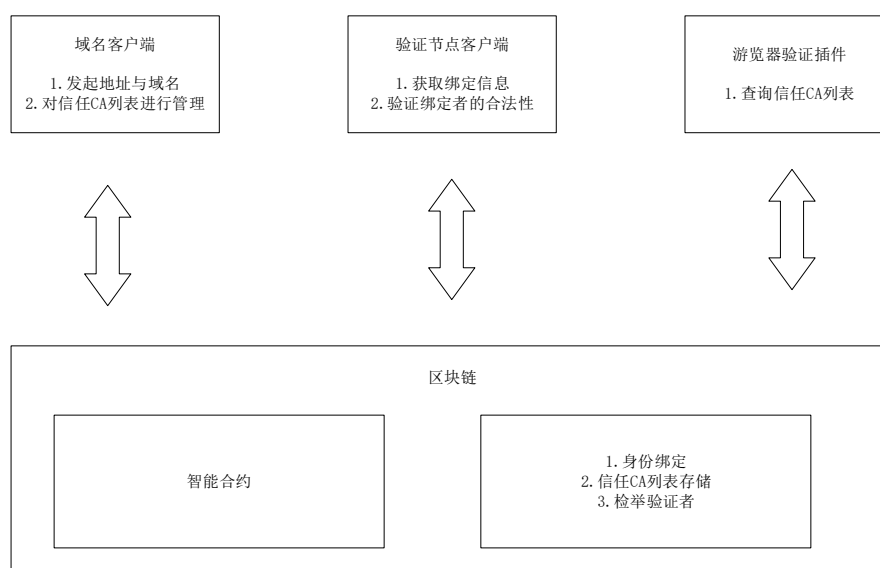 域名客户端
1.发起地址与域名
2.对信任CA列表进行管理
验证节点客户端
1.获取绑定信息
2.验证绑定者的合法性
游览器验证插件
1.查询信任CA列表
区块链
智能合约
1.身份绑定
2.信任CA列表存储
3.检举验证者